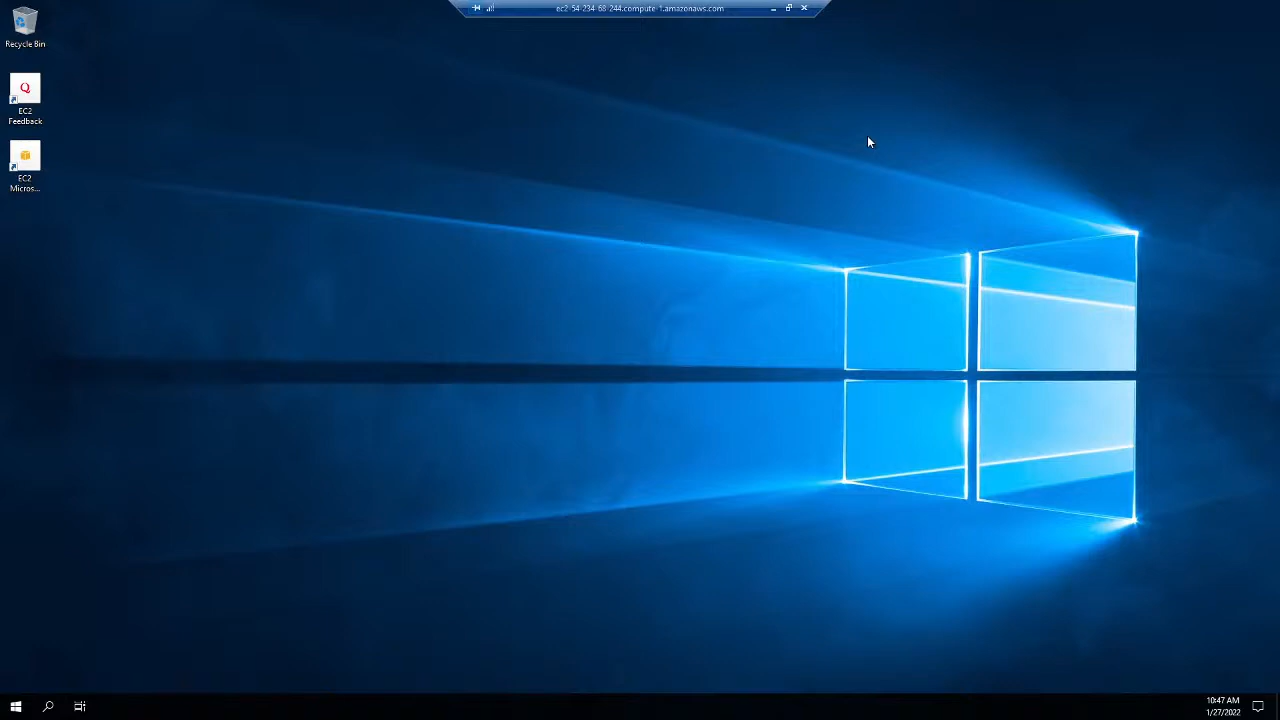 ec2-54-234-68-244.compute-1.amazonaws.com
Recycle Bin
EC2
Feedback
EC2
Micros...
10:47 AM
1/27/2022